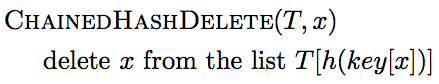 CHAINEDHASHDELETE(T, x)
delete x from the list T[h(key[x])]